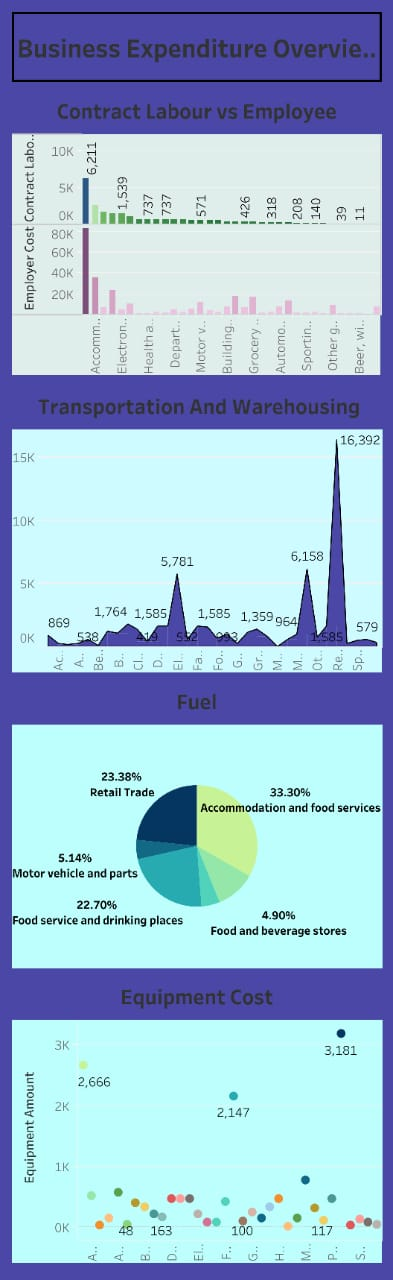 Business Expenditure Overvie..
Contract Labour vs Employee
Contract Labo..
10K
5K
0K
6,211
1,539
737
737
571
426
318
208
140
39
11
Employer Cost
80K
60K
40K
20K
Accomm..
Electron..
Health a..
Depart..
Motor v..
Building..
Grocery ..
Automo..
Sportin..
Other g..
Beer, wi..
Transportation And Warehousing
15K
10K
5K
0K
869
538
1,764
419
1,585
5,781
552
1,585
993
1,359
964
6,158
1,585
16,392
579
Ac..
A..
Be..
B..
Cl..
D..
El..
Fa..
Fo..
G..
Gr..
M..
M..
Ot..
Re..
Sp..
Fuel
23.38%
Retail Trade
33.30%
Accommodation and food services
5.14%
Motor vehicle and parts
22.70%
Food service and drinking places
4.90%
Food and beverage stores
Equipment Cost
Equipment Amount
3K
2K
1K
0K
2,666
48
163
2,147
100
117
3,181
A..
A..
B..
D..
El..
F..
G..
H..
M..
P..
S..